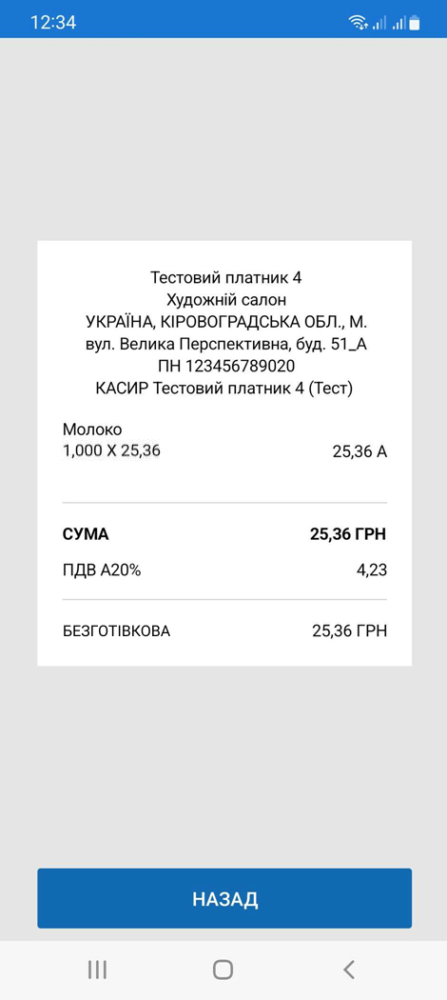 12:34
Тестовий платник 4
Художній салон
УКРАЇНА, КІРОВОГРАДСЬКА ОБЛ., М.
вул. Велика Перспективна, буд. 51_А
ПН 123456789020
КАСИР Тестовий платник 4 (Тест)
Молоко
1,000 X 25,36 25,36 А
СУМА 25,36 ГРН
ПДВ А20% 4,23
БЕЗГОТІВКОВА 25,36 ГРН
НАЗАД